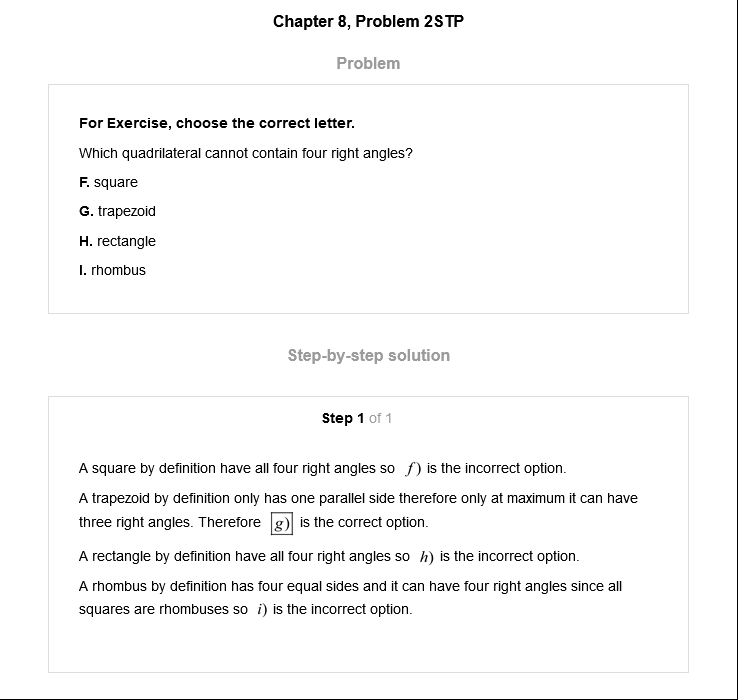 Chapter 8, Problem 2STP
Problem
For Exercise, choose the correct letter.
Which quadrilateral cannot contain four right angles?
F. square
G. trapezoid
H. rectangle
I. rhombus
Step-by-step solution
Step 1 of 1
A square by definition have all four right angles so f) is the incorrect option.
A trapezoid by definition only has one parallel side therefore only at maximum it can have
three right angles. Therefore g) is the correct option.
A rectangle by definition have all four right angles so h) is the incorrect option.
A rhombus by definition has four equal sides and it can have four right angles since all
squares are rhombuses so i) is the incorrect option.